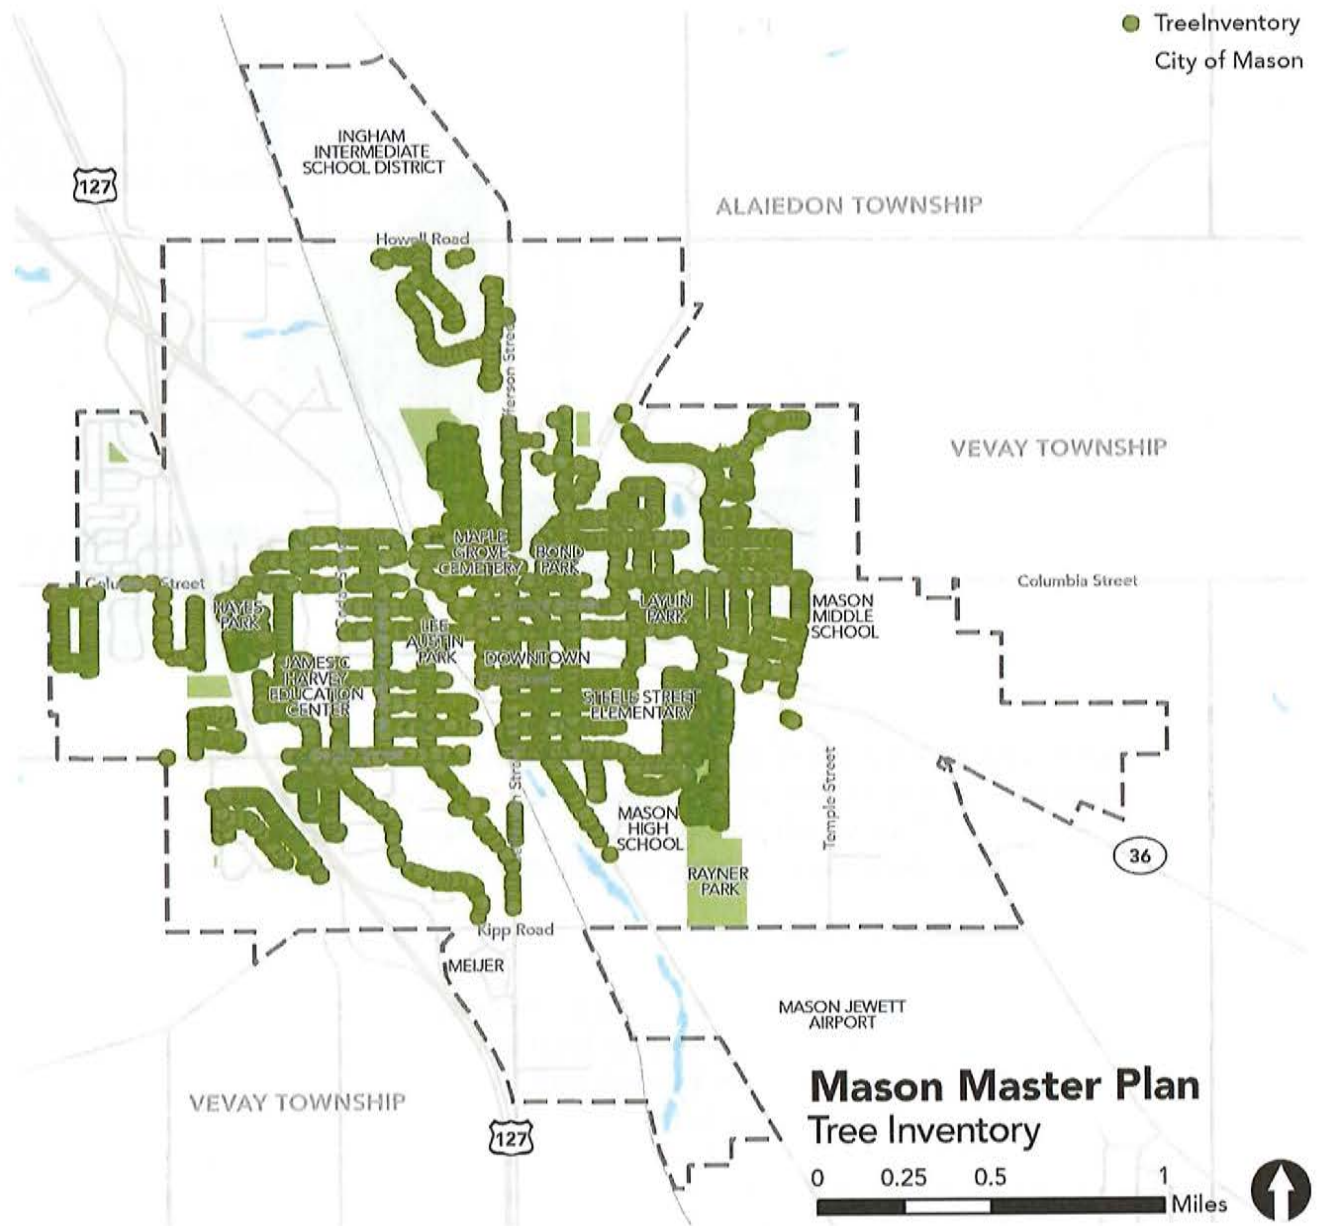 TreeInventory
City of Mason
INGHAM
INTERMEDIATE
SCHOOL DISTRICT
127
ALAIEDON TOWNSHIP
Howell Road
VEVAY TOWNSHIP
MAPLE
GROVE
CEMETERY
BOND
PARK
Street
Columbia Street
HAYES
PARK
LAYLIN
PARK
MASON
MIDDLE
SCHOOL
LEE
AUSTIN
PARK
DOWNTOWN
JAMES C
HARVEY
EDUCATION
CENTER
STEELE STREET
ELEMENTARY
Temple Street
MASON
HIGH
SCHOOL
36
RAYNER
PARK
Kipp Road
MEIJER
MASON JEWETT
AIRPORT
Mason Master Plan
Tree Inventory
VEVAY TOWNSHIP
127
0 0.25 0.5 1
Miles